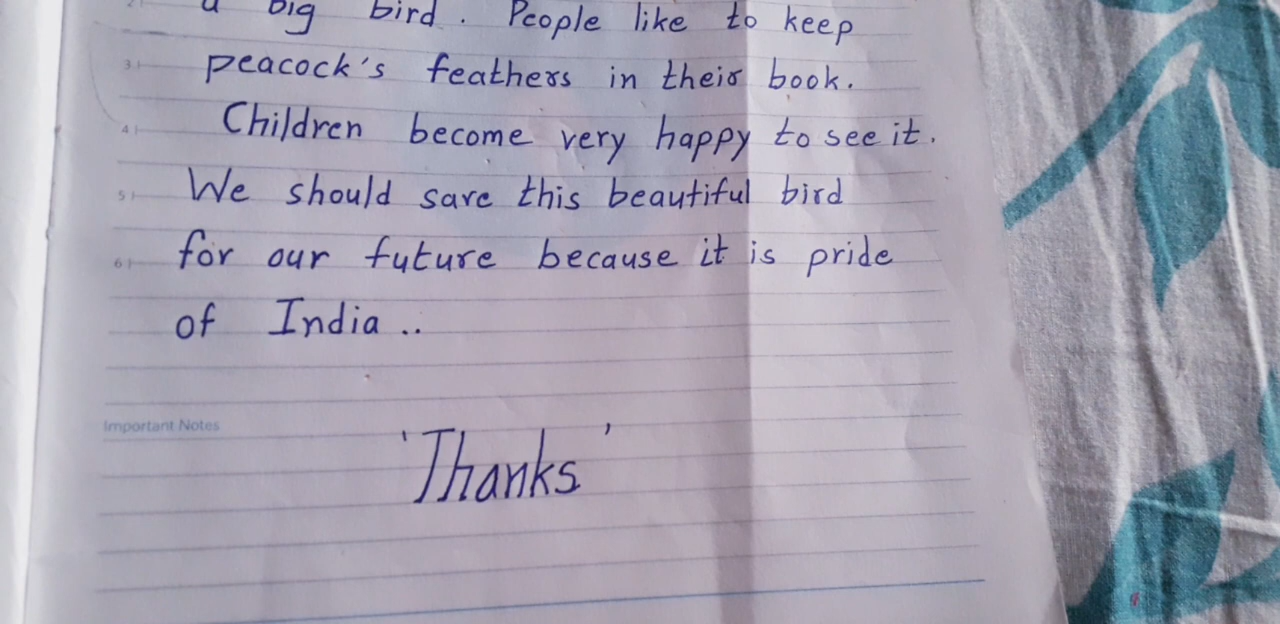 a big bird. People like to keep
3
peacock's feathers in their book.
4
Children become very happy to see it.
5
We should save this beautiful bird
6
for our future because it is pride
of India..
Important Notes
'Thanks'